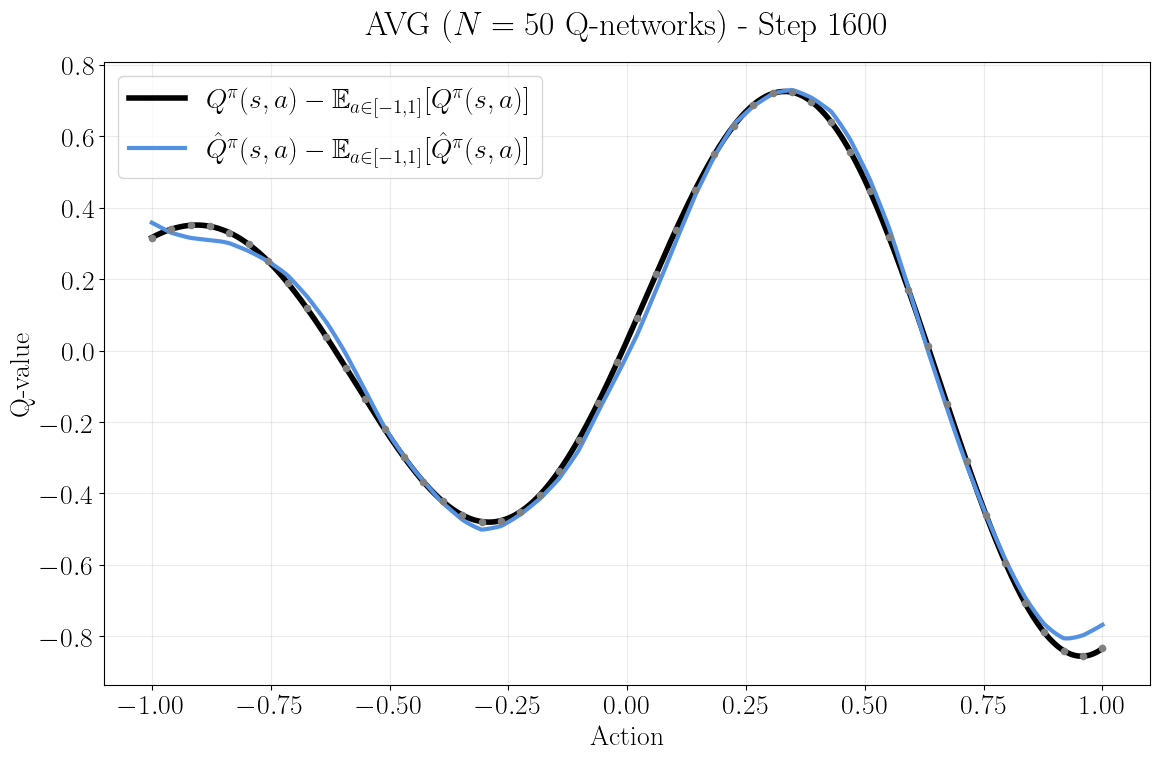 AVG (N = 50 Q-networks) - Step 1600
Q^π(s, a) − 𝔼_{a∈[−1,1]}[Q^π(s, a)]
Q̂^π(s, a) − 𝔼_{a∈[−1,1]}[Q̂^π(s, a)]
Q-value
0.8
0.6
0.4
0.2
0.0
−0.2
−0.4
−0.6
−0.8
−1.00 −0.75 −0.50 −0.25 0.00 0.25 0.50 0.75 1.00
Action